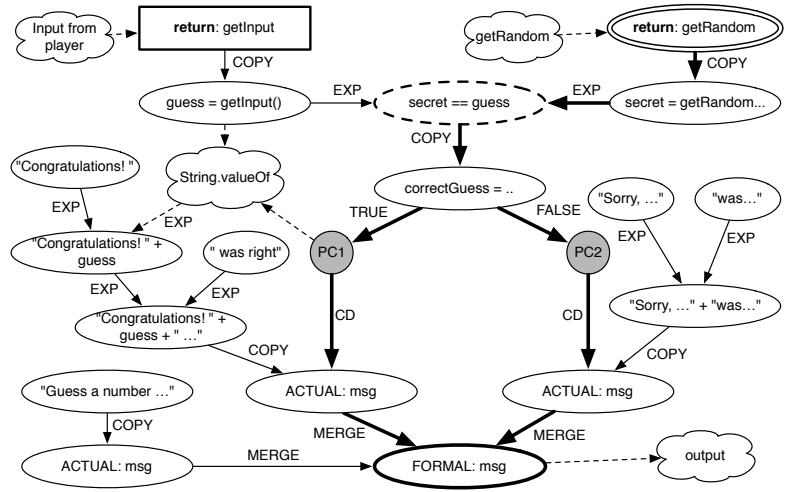 Input from
player
return: getInput
getRandom
return: getRandom
COPY
COPY
guess = getInput()
EXP
secret == guess
EXP
secret = getRandom...
COPY
"Congratulations! "
String.valueOf
correctGuess = ..
"Sorry, …"
"was…"
EXP
EXP
TRUE
FALSE
EXP
EXP
"Congratulations! " +
guess
" was right"
PC1
PC2
EXP
EXP
"Congratulations! " +
guess + " …"
CD
CD
"Sorry, …" + "was…"
COPY
COPY
"Guess a number …"
ACTUAL: msg
ACTUAL: msg
COPY
MERGE
MERGE
ACTUAL: msg
MERGE
FORMAL: msg
output